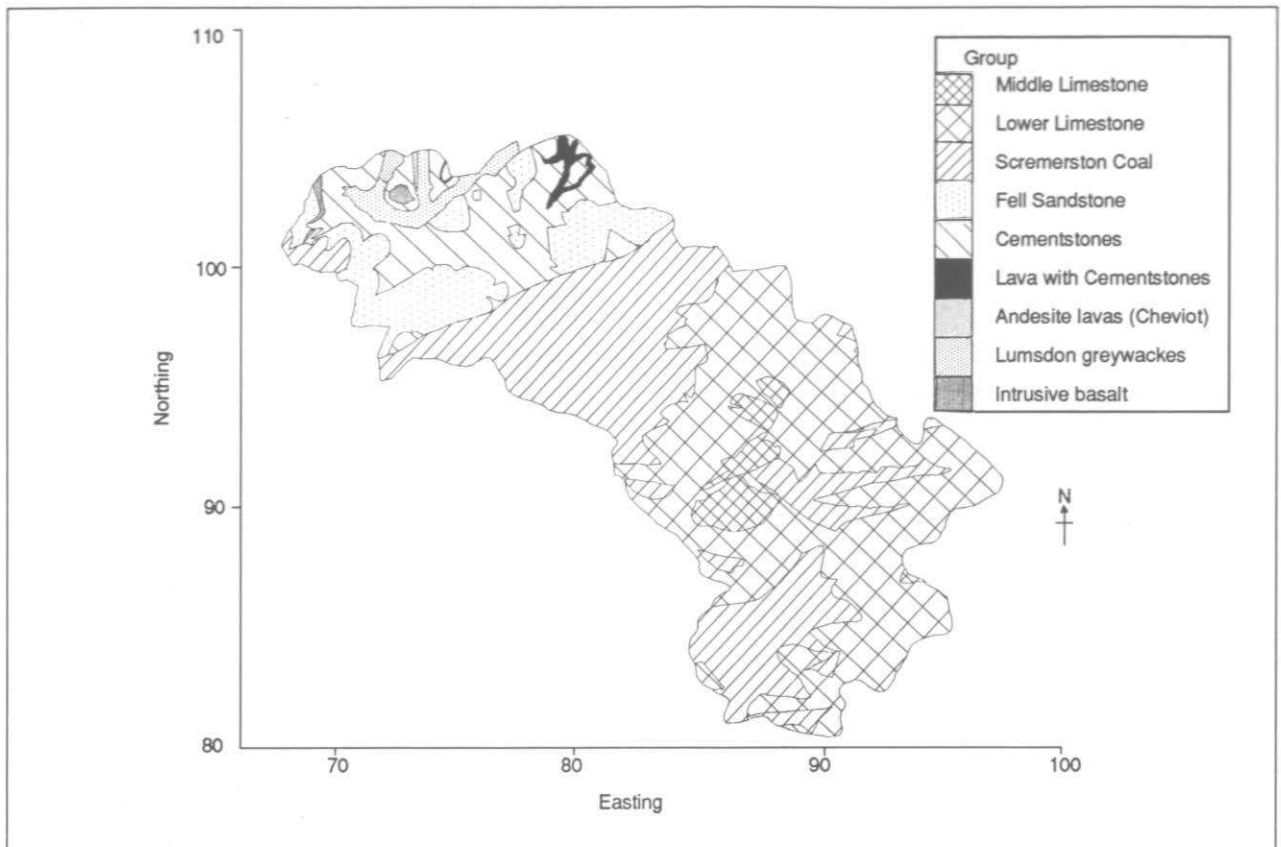 110
100
90
80
Northing
70
80
90
100
Easting
N
Group
Middle Limestone
Lower Limestone
Scremerston Coal
Fell Sandstone
Cementstones
Lava with Cementstones
Andesite lavas (Cheviot)
Lumsdon greywackes
Intrusive basalt